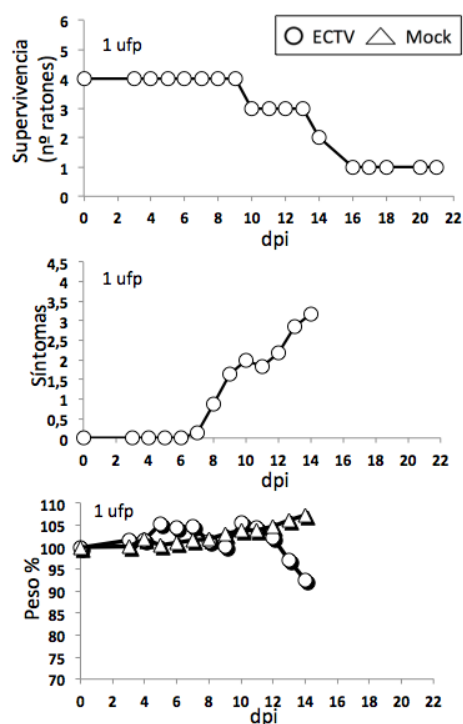 ECTV Mock
1 ufp
Supervivencia
(nº ratones)
6
5
4
3
2
1
0
0 2 4 6 8 10 12 14 16 18 20 22
dpi
1 ufp
Síntomas
4,5
4
3,5
3
2,5
2
1,5
1
0,5
0
0 2 4 6 8 10 12 14 16 18 20 22
dpi
1 ufp
Peso %
110
105
100
95
90
85
80
75
70
0 2 4 6 8 10 12 14 16 18 20 22
dpi